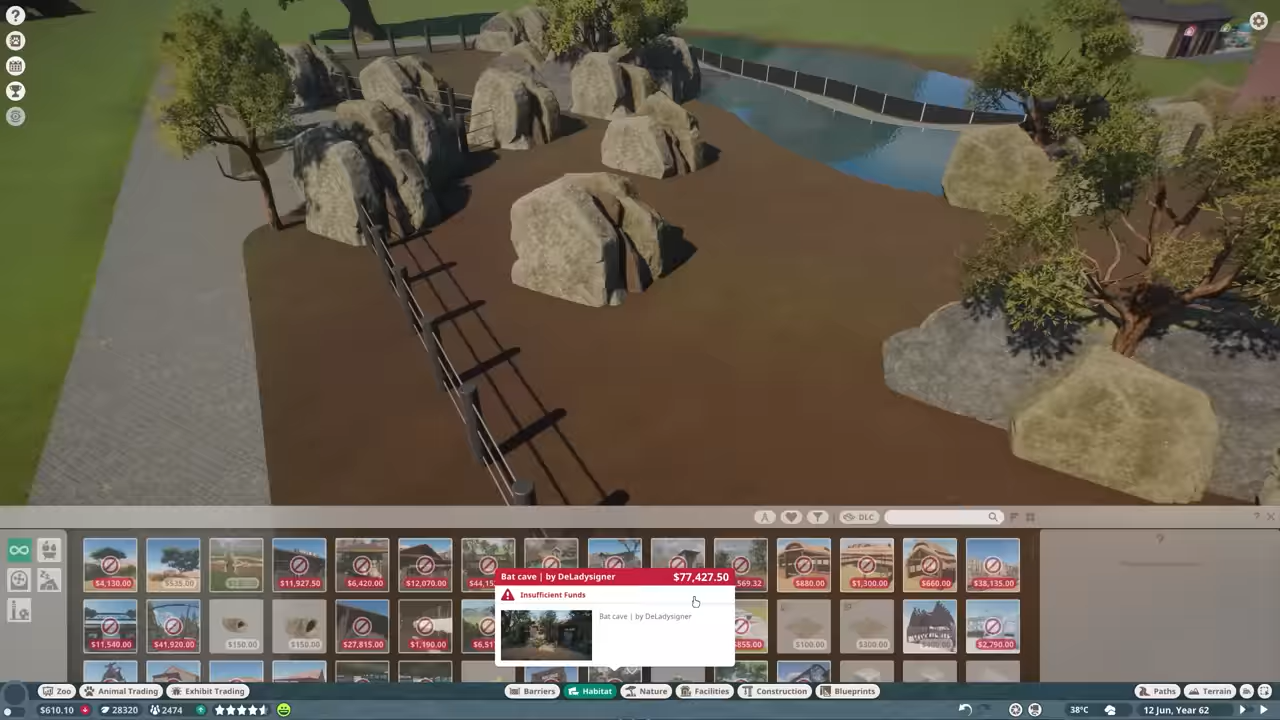 DLC
$4,130.00
$535.00
$11,927.50
$6,420.00
$12,070.00
$880.00
$1,300.00
$660.00
$38,135.00
Bat cave | by DeLadysigner
$77,427.50
Insufficient Funds
Bat cave | by DeLadysigner
$11,540.00
$41,920.00
$150.00
$150.00
$27,815.00
$1,190.00
$100.00
$2,790.00
Zoo
Animal Trading
Exhibit Trading
Barriers
Habitat
Nature
Facilities
Construction
Blueprints
Paths
Terrain
$610.10
28320
2474
38°C
12 Jun, Year 62